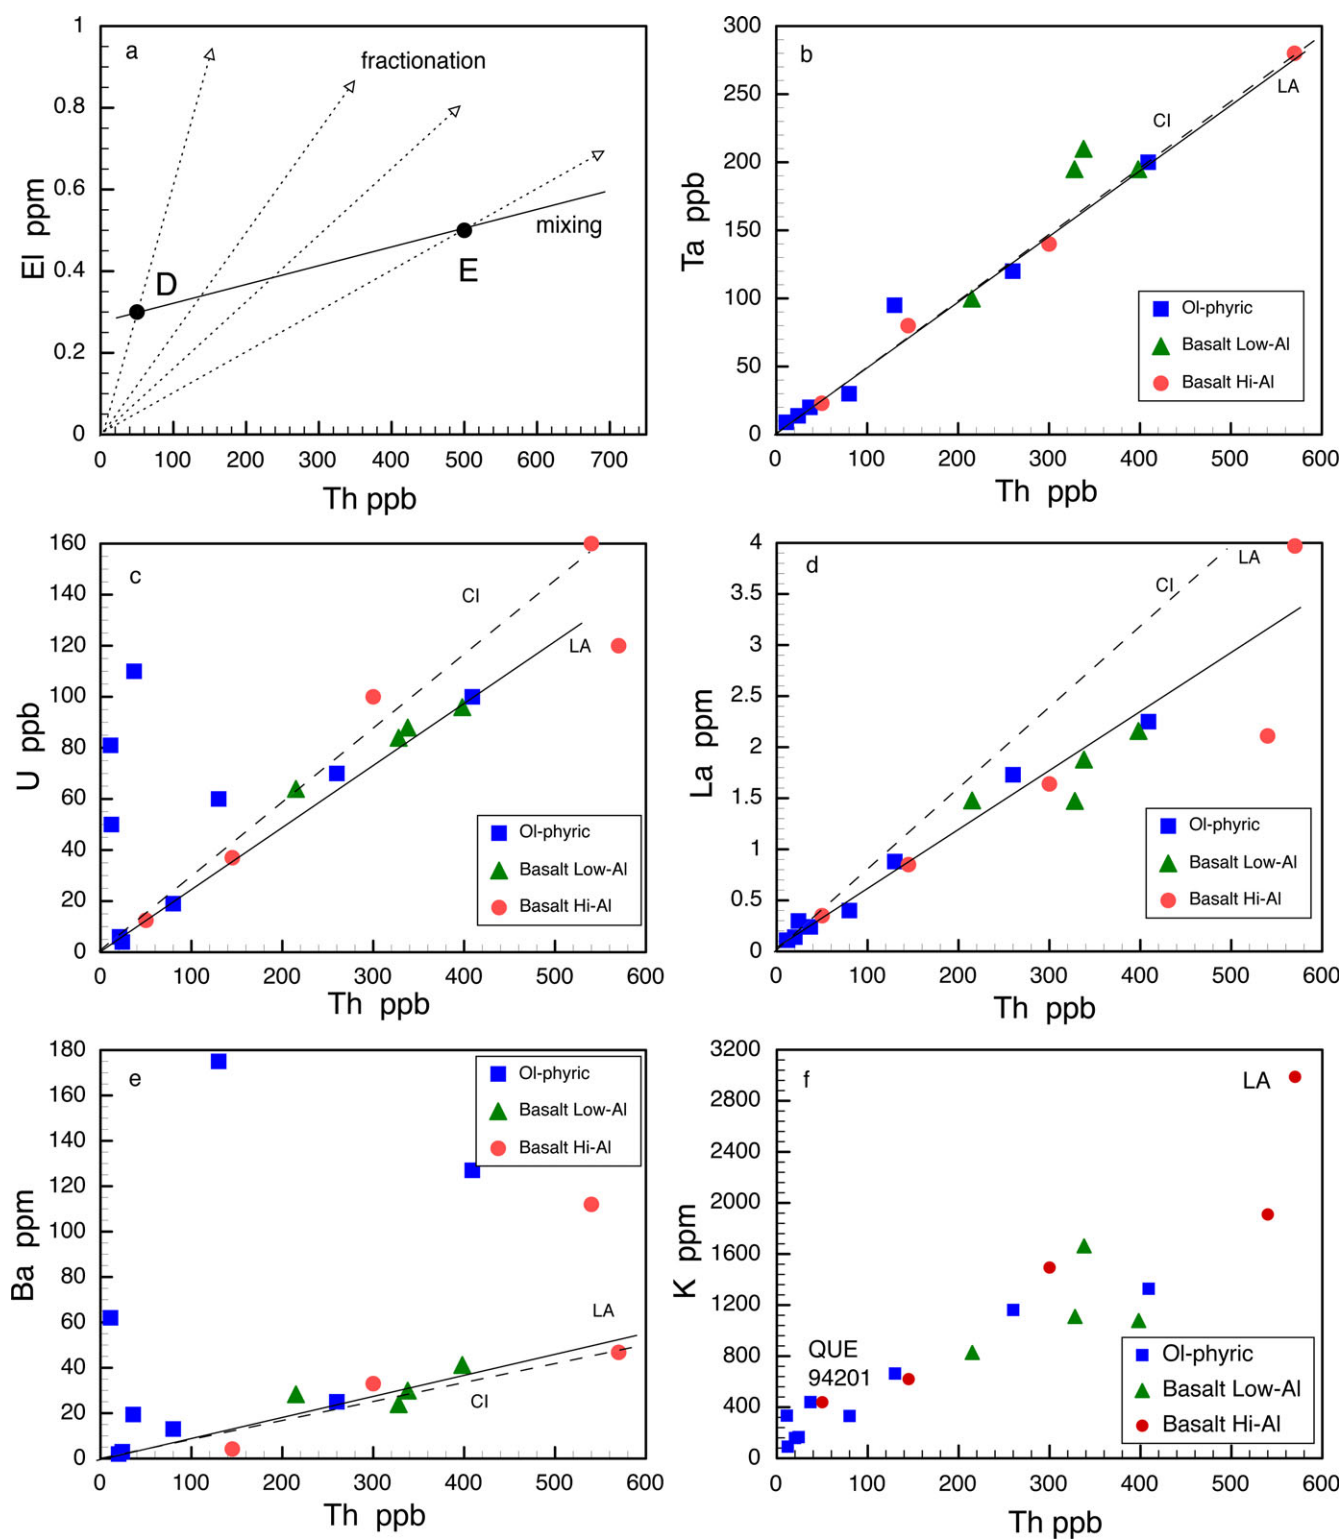 a
fractionation
mixing
D
E
1
0.8
0.6
0.4
0.2
0
El ppm
0 100 200 300 400 500 600 700
Th ppb
b
LA
CI
300
250
200
150
100
50
0
Ta ppb
Ol-phyric
Basalt Low-Al
Basalt Hi-Al
0 100 200 300 400 500 600
Th ppb
c
CI
LA
160
140
120
100
80
60
40
20
0
U ppb
Ol-phyric
Basalt Low-Al
Basalt Hi-Al
0 100 200 300 400 500 600
Th ppb
d
LA
CI
4
3.5
3
2.5
2
1.5
1
0.5
0
La ppm
Ol-phyric
Basalt Low-Al
Basalt Hi-Al
0 100 200 300 400 500 600
Th ppb
e
Ol-phyric
Basalt Low-Al
Basalt Hi-Al
LA
CI
180
160
140
120
100
80
60
40
20
0
Ba ppm
0 100 200 300 400 500 600
Th ppb
f
LA
QUE
94201
3200
2800
2400
2000
1600
1200
800
400
0
K ppm
Ol-phyric
Basalt Low-Al
Basalt Hi-Al
0 100 200 300 400 500 600
Th ppb